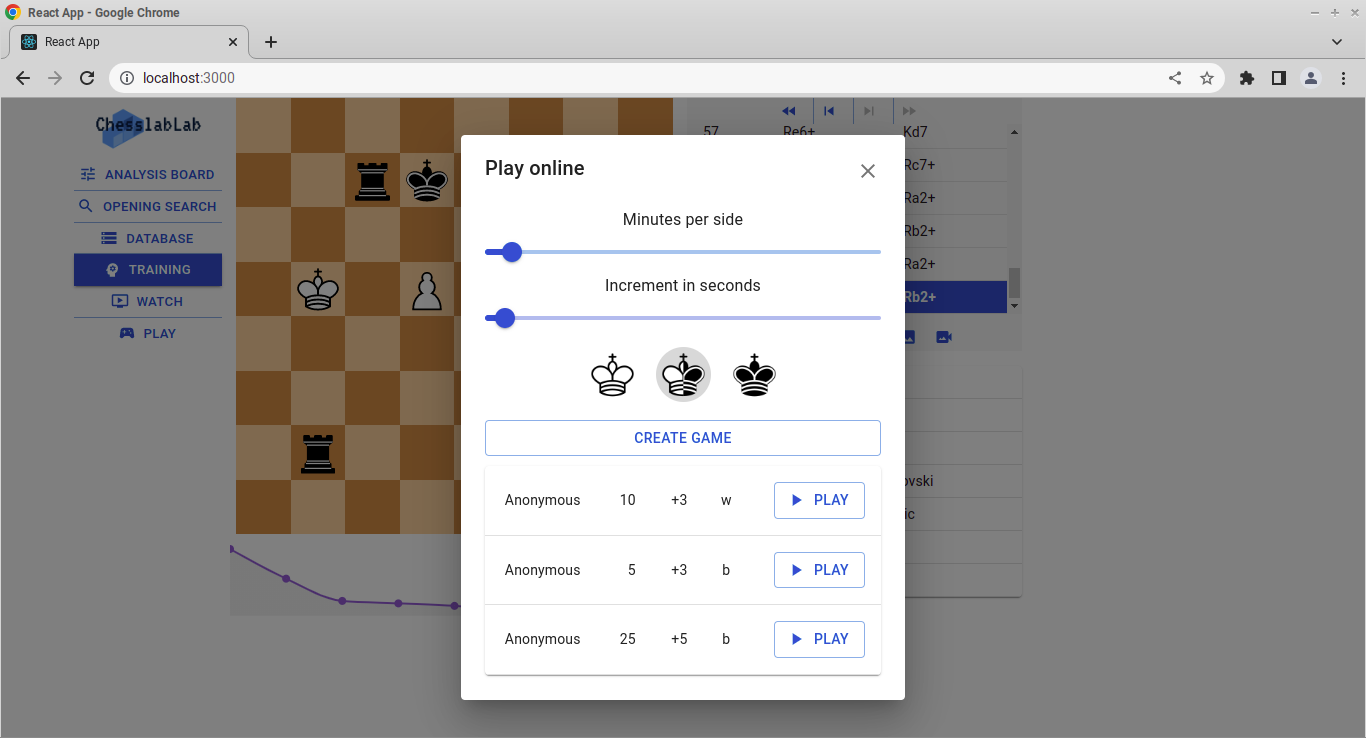 React App - Google Chrome
React App
localhost:3000
ChesslabLab
ANALYSIS BOARD
OPENING SEARCH
DATABASE
TRAINING
WATCH
PLAY
57 Re6+ Kd7
Rc7+
Ra2+
Rb2+
Ra2+
Rb2+
ovski
ic
Play online
Minutes per side
Increment in seconds
CREATE GAME
Anonymous 10 +3 w PLAY
Anonymous 5 +3 b PLAY
Anonymous 25 +5 b PLAY